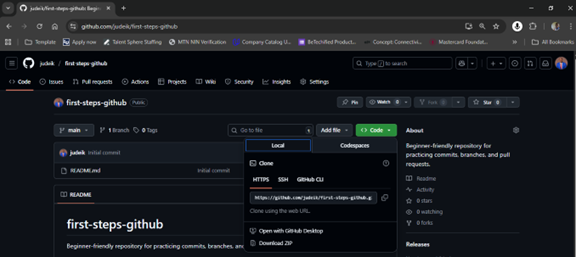 judeik/first-steps-github: Begin
github.com/judeik/first-steps-github
Template
Apply now
Talent Sphere Staffing
MTN NIN Verification
Company Catalog U...
BeTechified Product...
Concept-Connectivi...
Mastercard Foundat...
All Bookmarks
judeik / first-steps-github
Type / to search
Code
Issues
Pull requests
Actions
Projects
Wiki
Security
Insights
Settings
first-steps-github Public
Pin
Watch 0
Fork 0
Star 0
main
1 Branch
0 Tags
Go to file
t
Add file
Code
About
judeik Initial commit
Local
Codespaces
Beginner-friendly repository for
practicing commits, branches, and pull
requests.
README.md
Initial commit
Clone
HTTPS
SSH
GitHub CLI
https://github.com/judeik/first-steps-github.g
Clone using the web URL.
Open with GitHub Desktop
Download ZIP
README
first-steps-github
Beginner-friendly repository for practicing commits, branches, an
Readme
Activity
0 stars
0 watching
0 forks
Releases